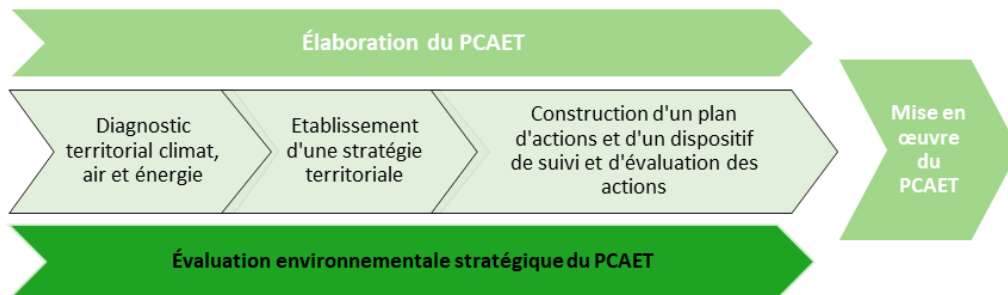 Élaboration du PCAET
Diagnostic
territorial climat,
air et énergie
Etablissement
d'une stratégie
territoriale
Construction d'un plan
d'actions et d'un dispositif
de suivi et d'évaluation des
actions
Mise en
œuvre
du
PCAET
Évaluation environnementale stratégique du PCAET